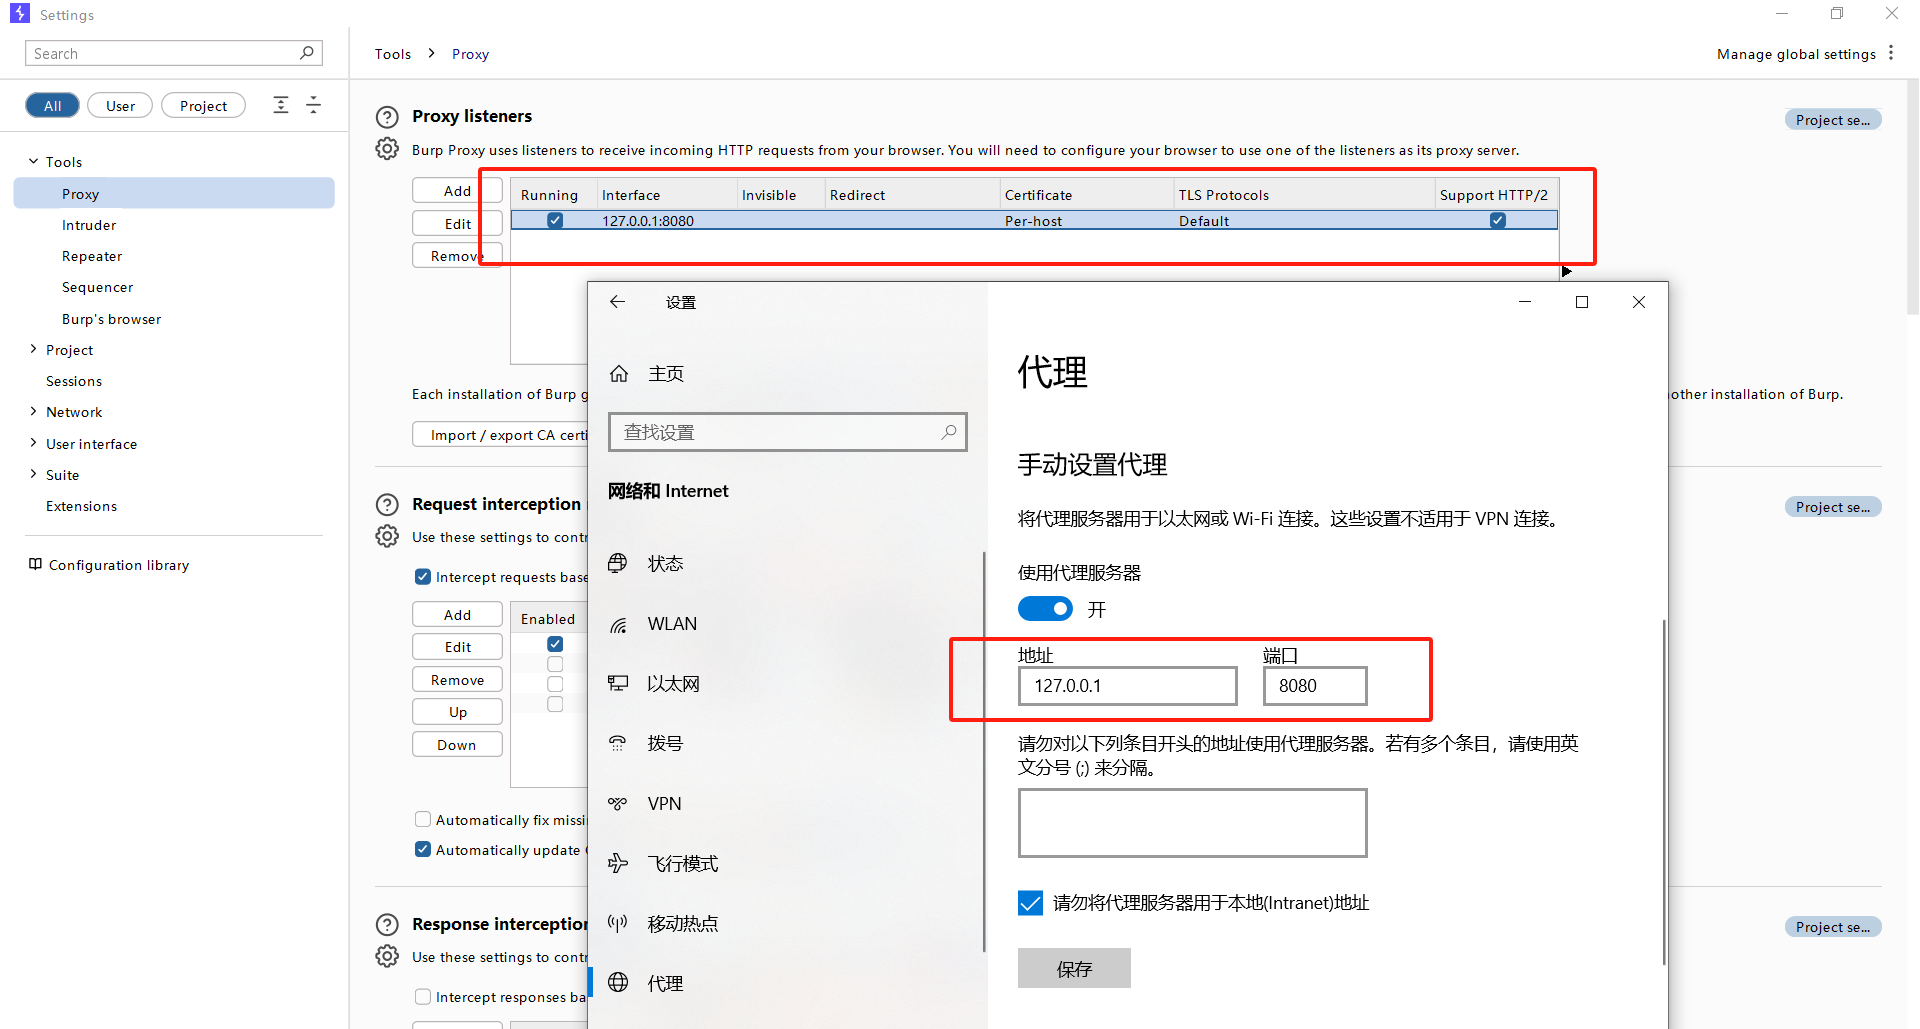 Settings
Search
Tools > Proxy
Manage global settings
All
User
Project
Tools
Proxy
Intruder
Repeater
Sequencer
Burp's browser
Project
Sessions
Network
User interface
Suite
Extensions
Configuration library
Proxy listeners
Project se...
Burp Proxy uses listeners to receive incoming HTTP requests from your browser. You will need to configure your browser to use one of the listeners as its proxy server.
Add
Edit
Remove
Running Interface Invisible Redirect Certificate TLS Protocols Support HTTP/2
127.0.0.1:8080 Per-host Default
Each installation of Burp
other installation of Burp.
Import / export CA certi
Request interception
Project se...
Use these settings to contr
Intercept requests base
Add
Edit
Remove
Up
Down
Enabled
Automatically fix missi
Automatically update
Response interception
Project se...
Use these settings to contr
Intercept responses ba
设置
主页
查找设置
网络和 Internet
状态
WLAN
以太网
拨号
VPN
飞行模式
移动热点
代理
代理
手动设置代理
将代理服务器用于以太网或 Wi-Fi 连接。这些设置不适用于 VPN 连接。
使用代理服务器
开
地址 端口
127.0.0.1 8080
请勿对以下列条目开头的地址使用代理服务器。若有多个条目，请使用英
文分号 (;) 来分隔。
请勿将代理服务器用于本地(Intranet)地址
保存